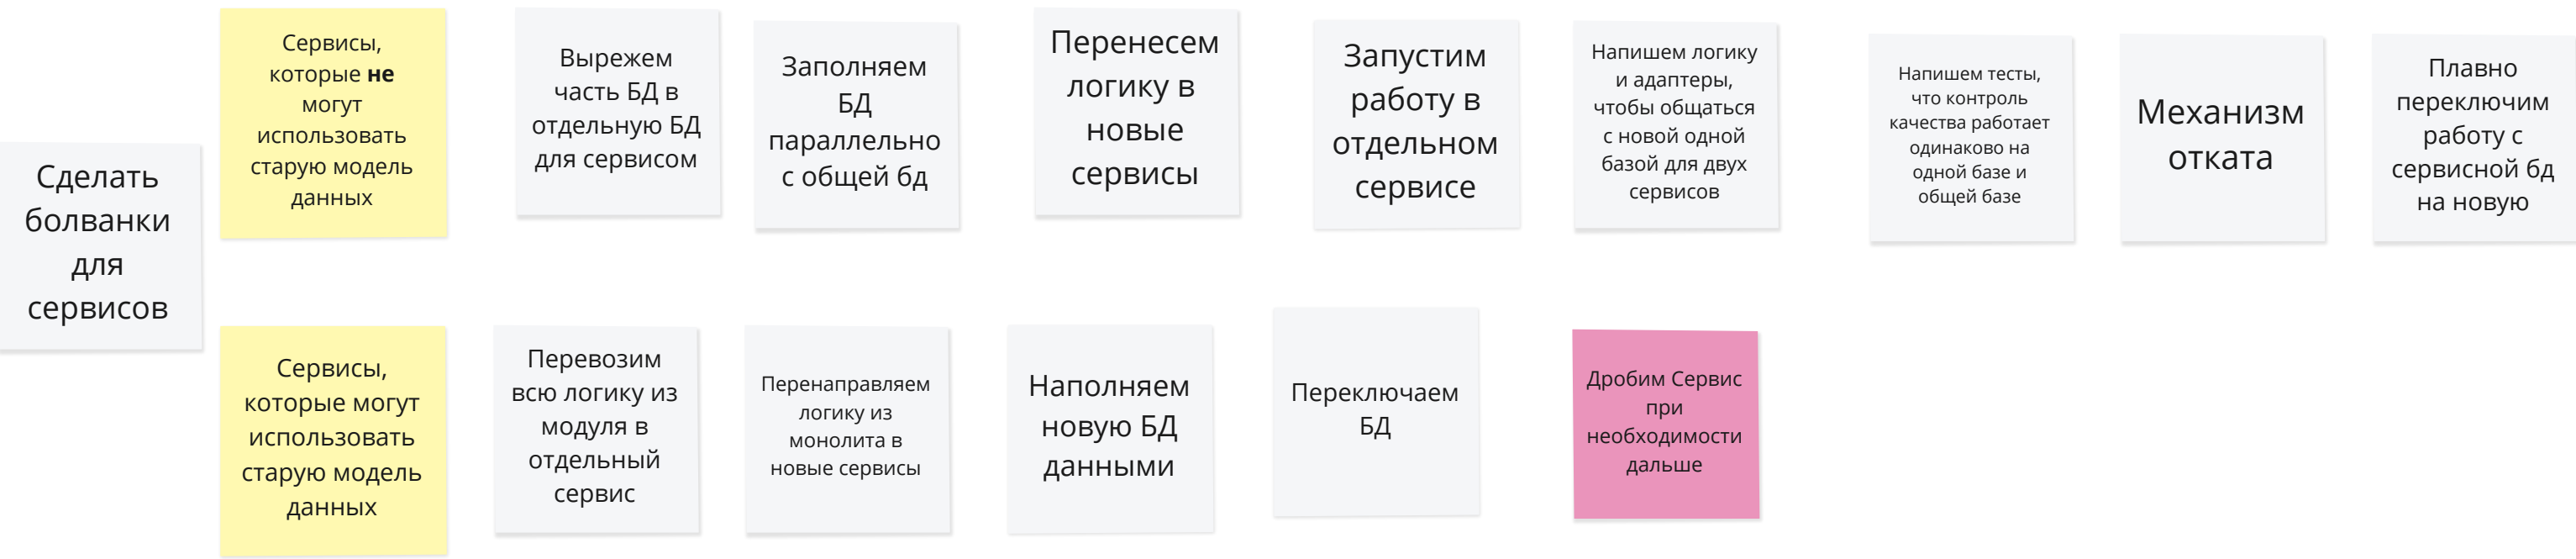 Сделать
болванки
для
сервисов
Сервисы,
которые не
могут
использовать
старую модель
данных
Вырежем
часть БД в
отдельную БД
для сервисом
Заполняем
БД
параллельно
с общей бд
Перенесем
логику в
новые
сервисы
Запустим
работу в
отдельном
сервисе
Напишем логику
и адаптеры,
чтобы общаться
с новой одной
базой для двух
сервисов
Напишем тесты,
что контроль
качества работает
одинаково на
одной базе и
общей базе
Механизм
отката
Плавно
переключим
работу с
сервисной бд
на новую
Сервисы,
которые могут
использовать
старую модель
данных
Перевозим
всю логику из
модуля в
отдельный
сервис
Перенаправляем
логику из
монолита в
новые сервисы
Наполняем
новую БД
данными
Переключаем
БД
Дробим Сервис
при
необходимости
дальше